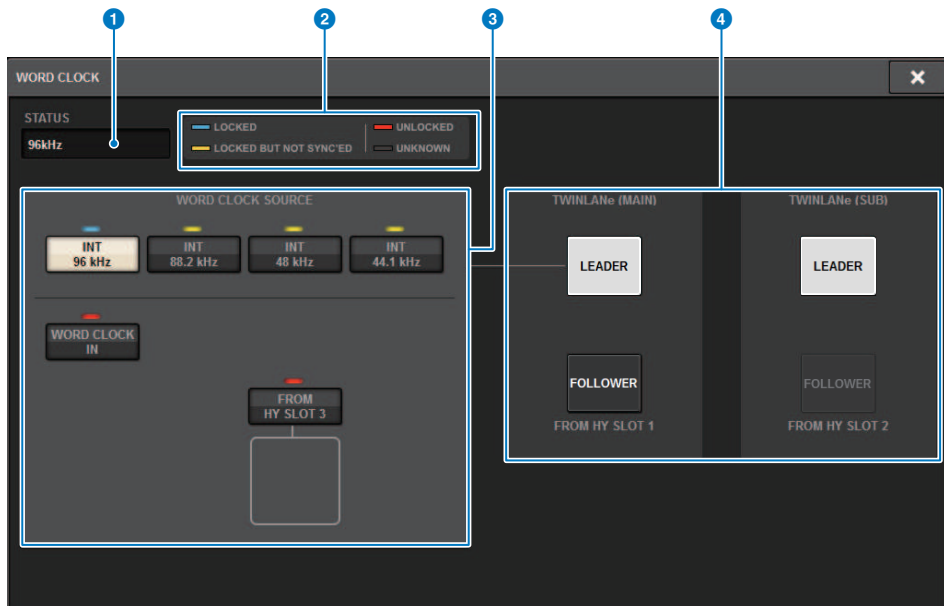 1 2 3 4
WORD CLOCK
STATUS
96kHz
LOCKED UNLOCKED
LOCKED BUT NOT SYNC'ED UNKNOWN
WORD CLOCK SOURCE
INT
96 kHz
INT
88.2 kHz
INT
48 kHz
INT
44.1 kHz
WORD CLOCK
IN
FROM
HY SLOT 3
TWINLANe (MAIN)
LEADER
FOLLOWER
FROM HY SLOT 1
TWINLANe (SUB)
LEADER
FOLLOWER
FROM HY SLOT 2